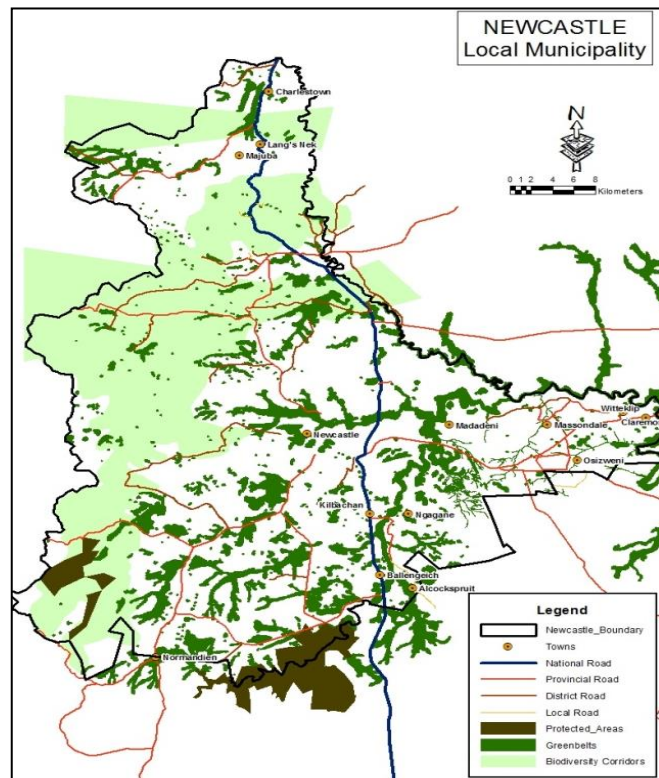 NEWCASTLE
Local Municipality
N
0 1 2 4 6 8
Kilometers
Charlestown
Lang's Nek
Majuba
Witteklip
Claremon
Madadeni
Massondale
Newcastle
Osizweni
Kilbachan
Ngagane
Ballengeich
Alcockspruit
Normandien
Legend
Newcastle_Boundary
Towns
National Road
Provincial Road
District Road
Local Road
Protected_Areas
Greenbelts
Biodiversity Corridors